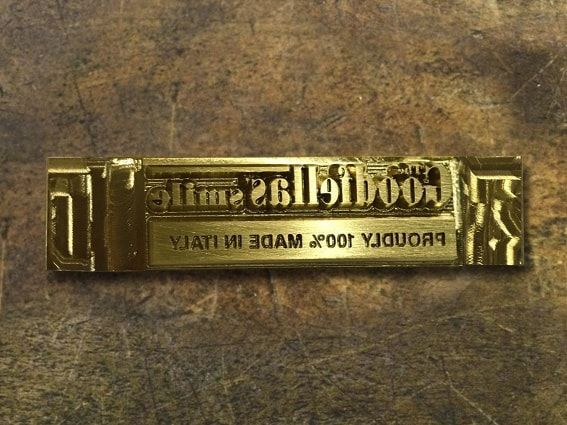 The
Goodfellas' smile
PROUDLY 100% MADE IN ITALY